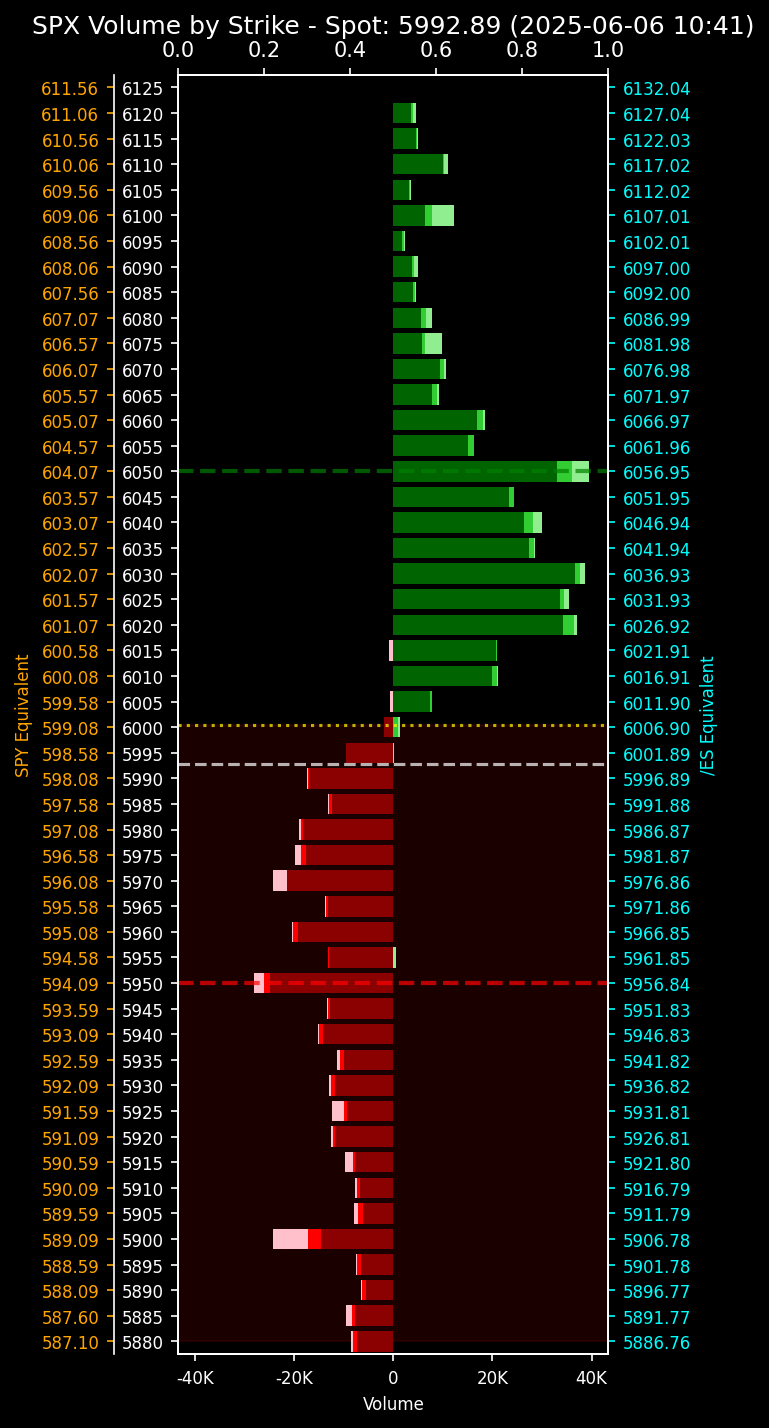 SPX Volume by Strike - Spot: 5992.89 (2025-06-06 10:41)
0.0 0.2 0.4 0.6 0.8 1.0
611.56 6125 6132.04
611.06 6120 6127.04
610.56 6115 6122.03
610.06 6110 6117.02
609.56 6105 6112.02
609.06 6100 6107.01
608.56 6095 6102.01
608.06 6090 6097.00
607.56 6085 6092.00
607.07 6080 6086.99
606.57 6075 6081.98
606.07 6070 6076.98
605.57 6065 6071.97
605.07 6060 6066.97
604.57 6055 6061.96
604.07 6050 6056.95
603.57 6045 6051.95
603.07 6040 6046.94
602.57 6035 6041.94
602.07 6030 6036.93
601.57 6025 6031.93
601.07 6020 6026.92
600.58 6015 6021.91
600.08 6010 6016.91
599.58 6005 6011.90
599.08 6000 6006.90
598.58 5995 6001.89
598.08 5990 5996.89
597.58 5985 5991.88
597.08 5980 5986.87
596.58 5975 5981.87
596.08 5970 5976.86
595.58 5965 5971.86
595.08 5960 5966.85
594.58 5955 5961.85
594.09 5950 5956.84
593.59 5945 5951.83
593.09 5940 5946.83
592.59 5935 5941.82
592.09 5930 5936.82
591.59 5925 5931.81
591.09 5920 5926.81
590.59 5915 5921.80
590.09 5910 5916.79
589.59 5905 5911.79
589.09 5900 5906.78
588.59 5895 5901.78
588.09 5890 5896.77
587.60 5885 5891.77
587.10 5880 5886.76
SPY Equivalent
/ES Equivalent
-40K -20K 0 20K 40K
Volume